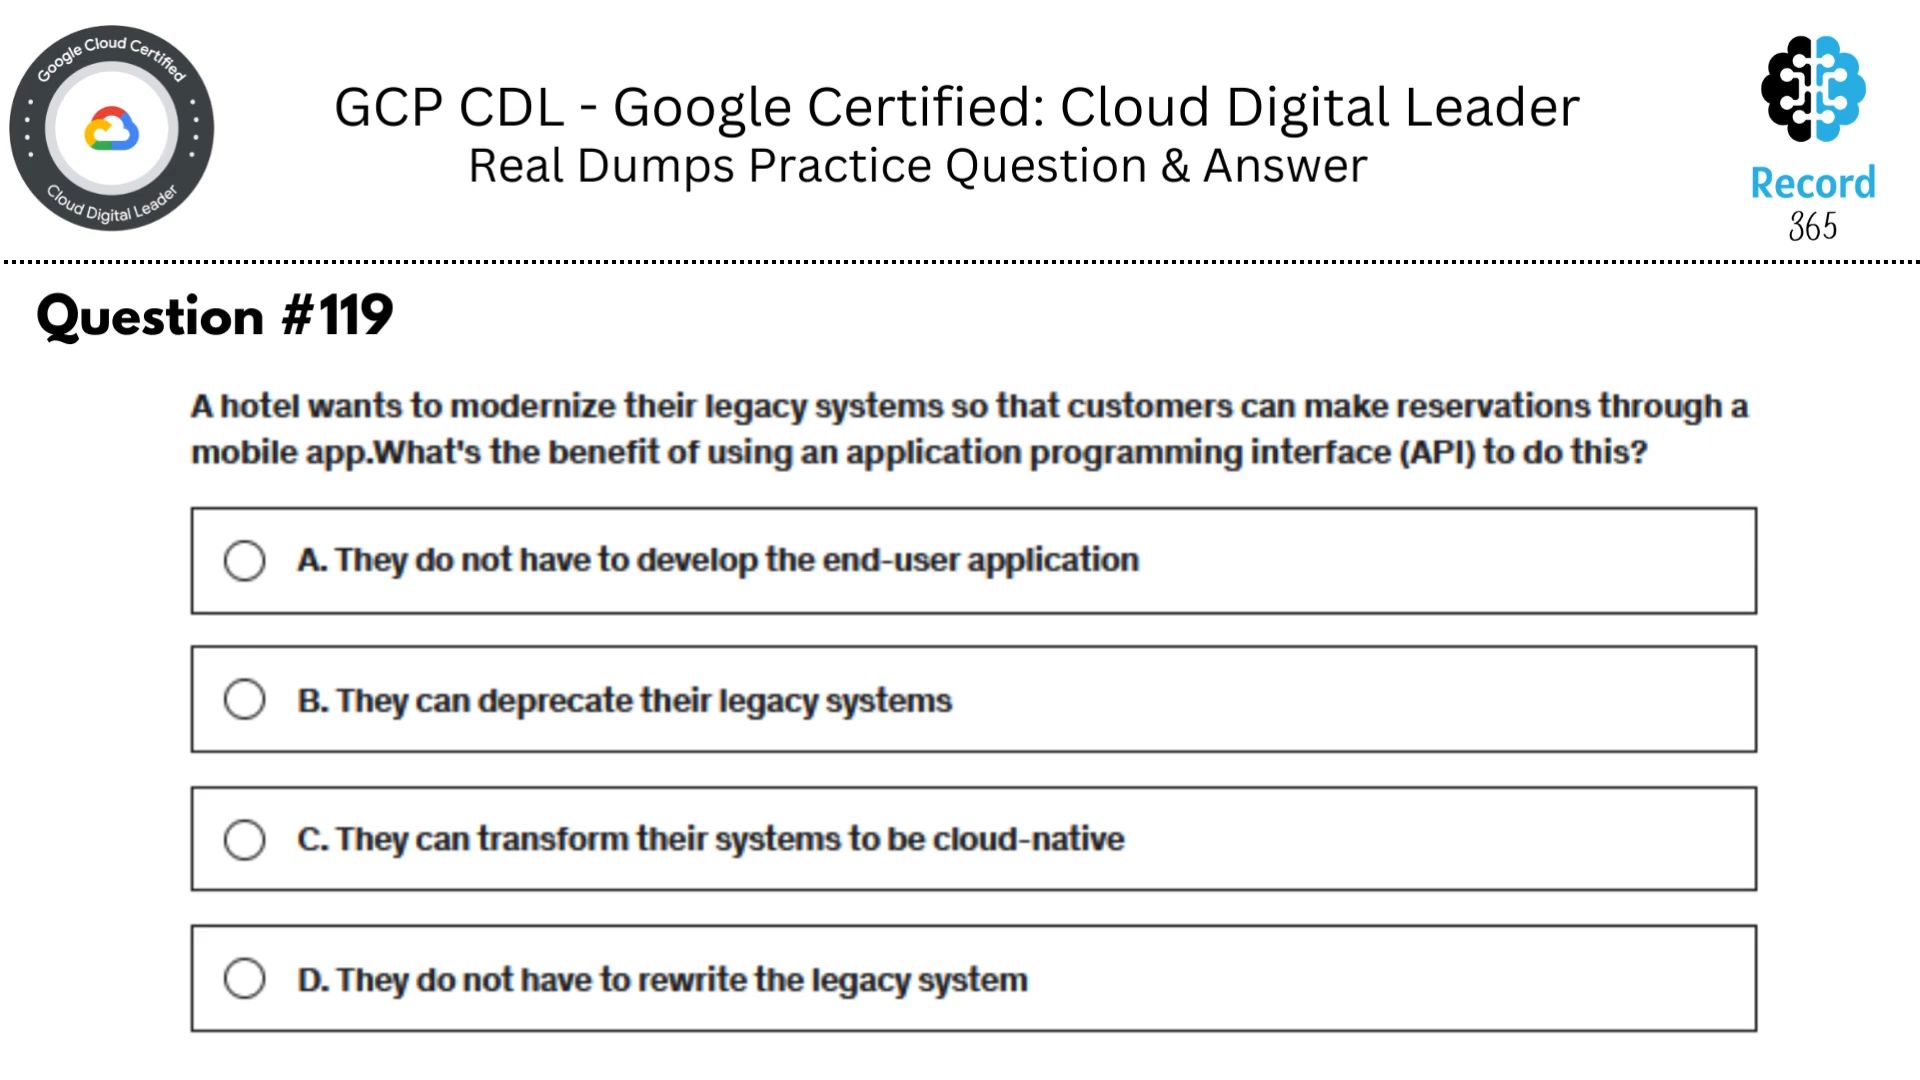 Google Cloud Certified
Cloud Digital Leader
GCP CDL - Google Certified: Cloud Digital Leader
Real Dumps Practice Question & Answer
Record
365
Question #119
A hotel wants to modernize their legacy systems so that customers can make reservations through a
mobile app.What's the benefit of using an application programming interface (API) to do this?
A. They do not have to develop the end-user application
B. They can deprecate their legacy systems
C. They can transform their systems to be cloud-native
D. They do not have to rewrite the legacy system